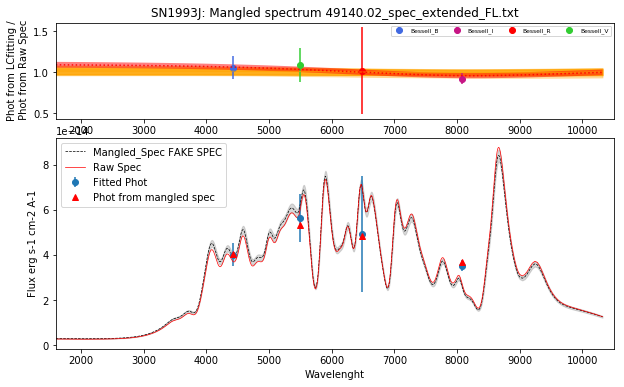 SN1993J: Mangled spectrum 49140.02_spec_extended_FL.txt
Phot from LCfitting /
Phot from Raw Spec
1.5
1.0
0.5
Bessell_B
Bessell_I
Bessell_R
Bessell_V
2000 3000 4000 5000 6000 7000 8000 9000 10000
1e−14
Flux erg s-1 cm-2 A-1
8
6
4
2
0
Mangled_Spec FAKE SPEC
Raw Spec
Fitted Phot
Phot from mangled spec
2000 3000 4000 5000 6000 7000 8000 9000 10000
Wavelenght